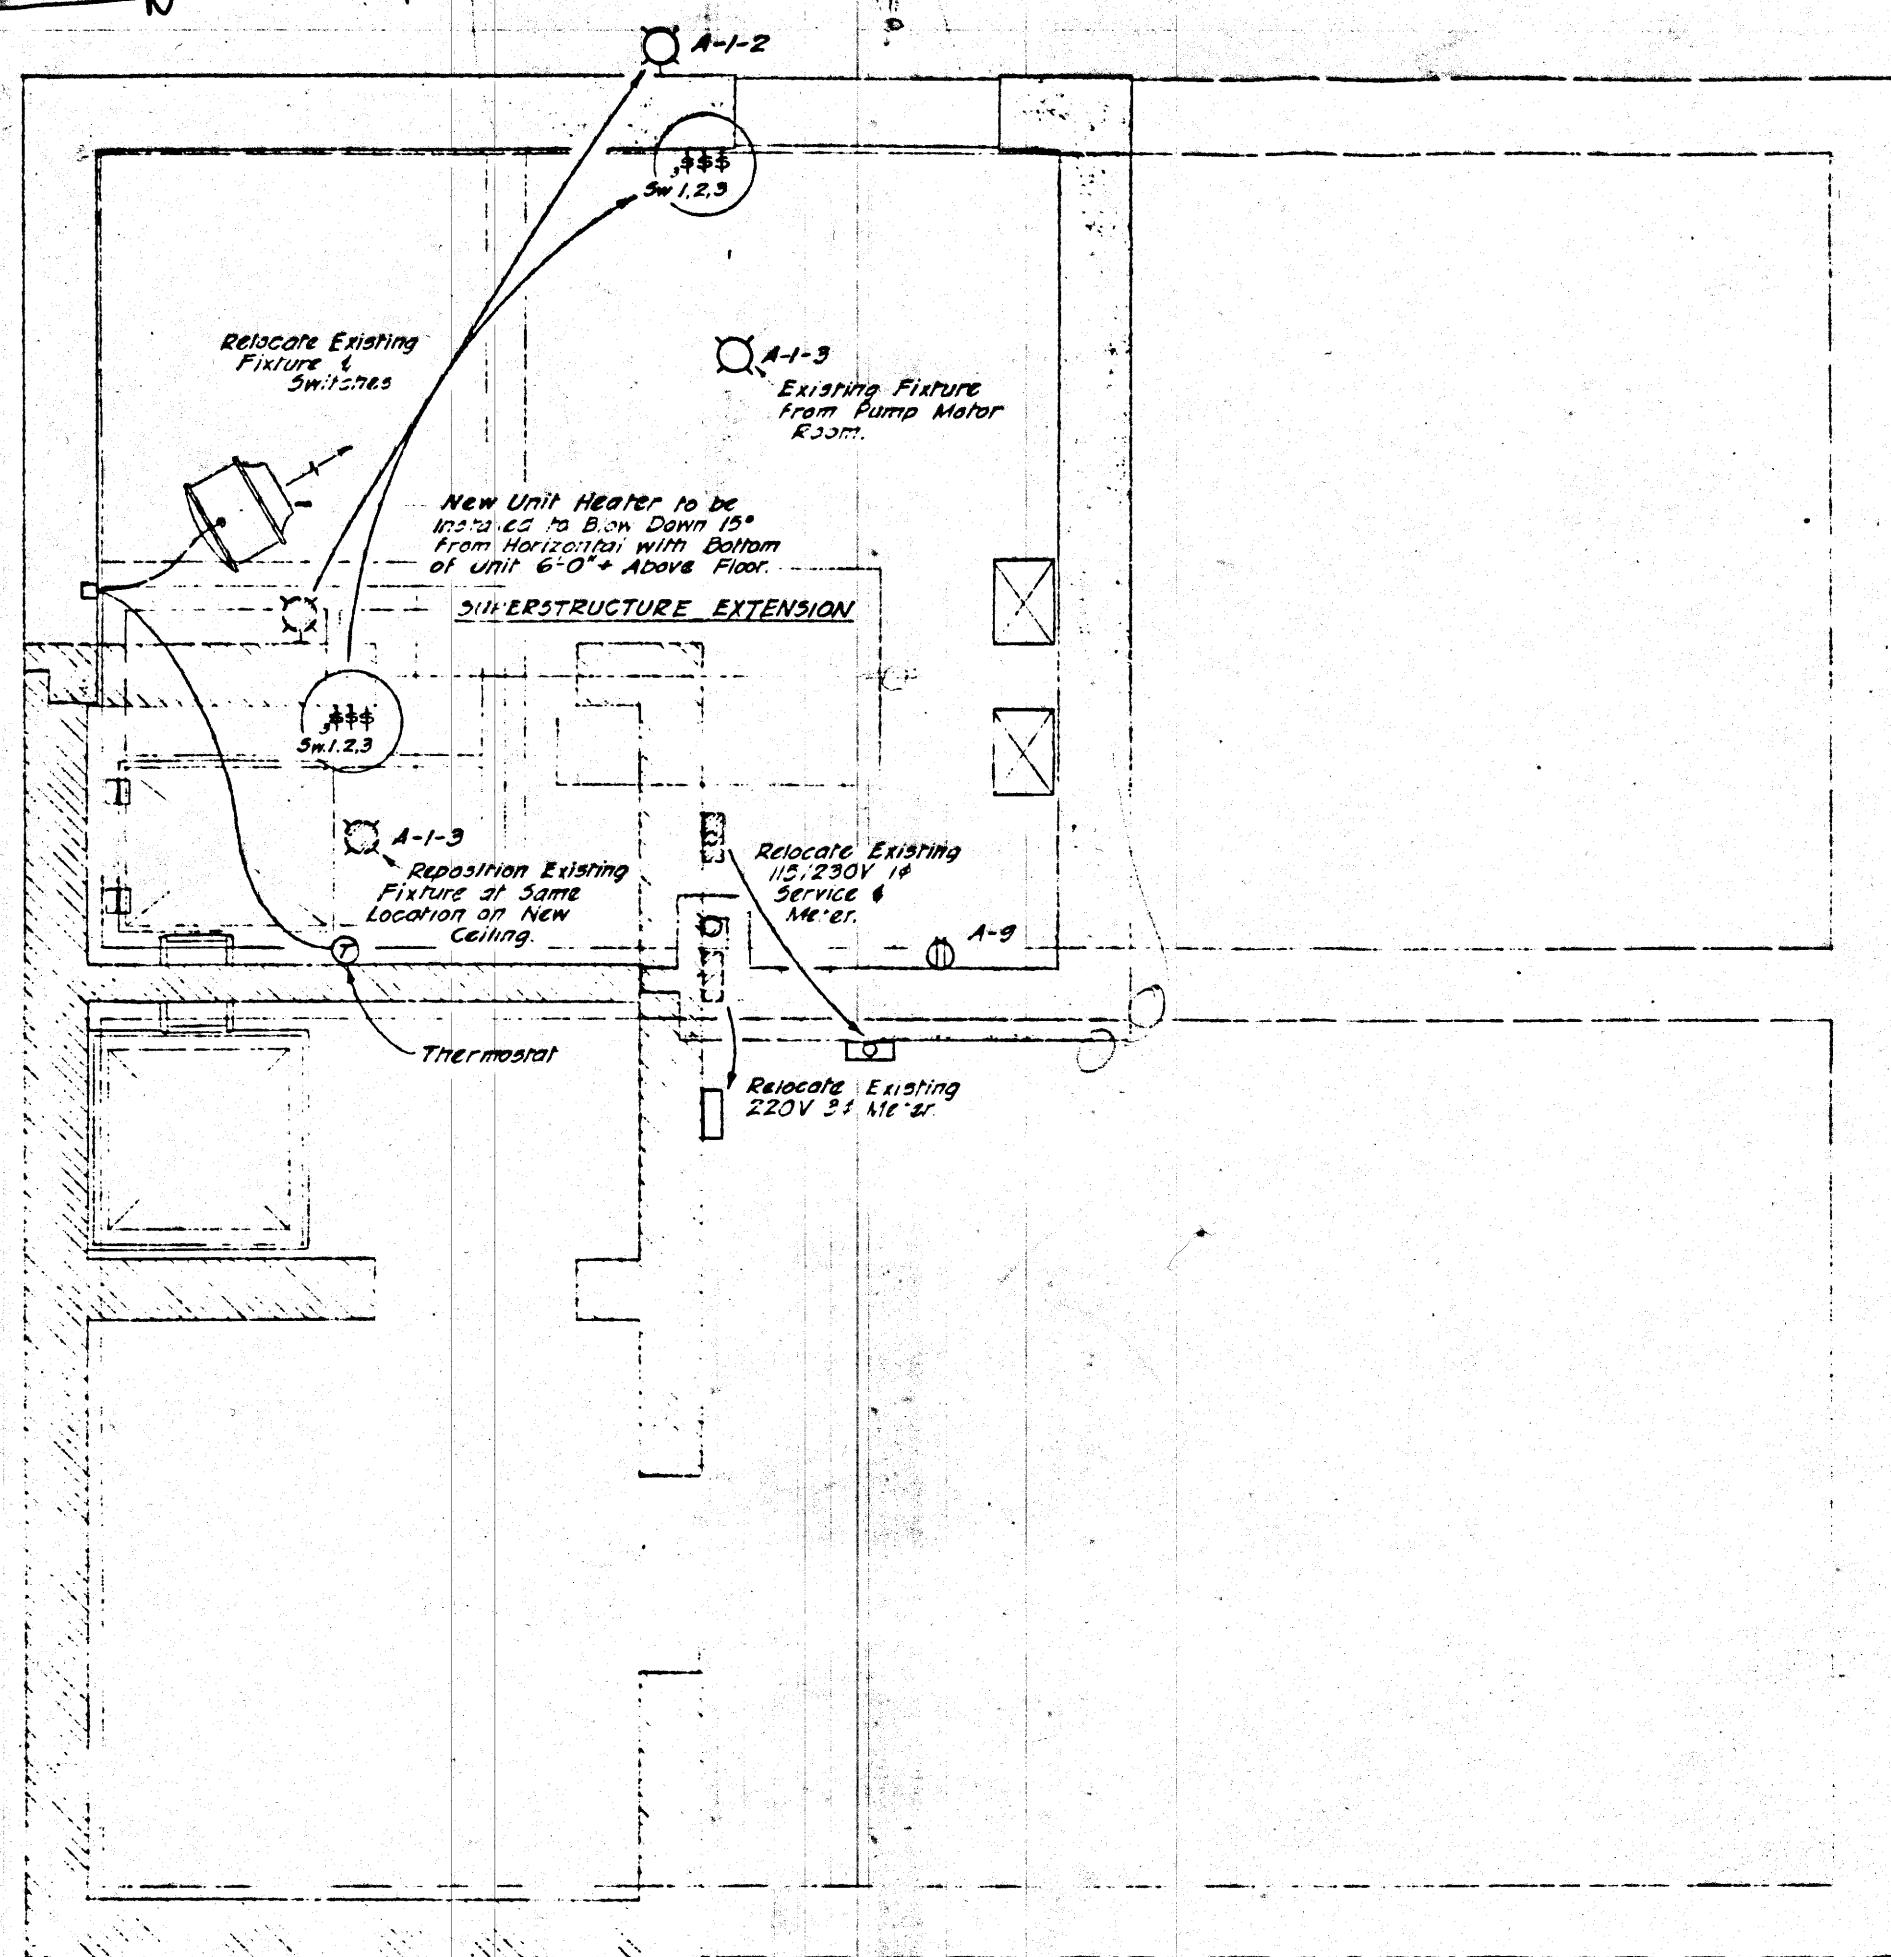 N
A-1-2
$$$
3
Sw 1,2,3
Relocate Existing
Fixture &
Switches
A-1-3
Existing Fixture
from Pump Motor
Room.
New Unit Heater to be
Installed to Blow Down 15°
from Horizontal with Bottom
of unit 6'-0"± Above Floor.
SUPERSTRUCTURE EXTENSION
$$$
3
Sw.1.2,3
A-1-3
Reposition Existing
Fixture at Same
Location on New
Ceiling.
Relocate Existing
115/230V 1ϕ
Service &
Meter.
A-9
T
Thermostat
Relocate Existing
220V 3ϕ Meter.